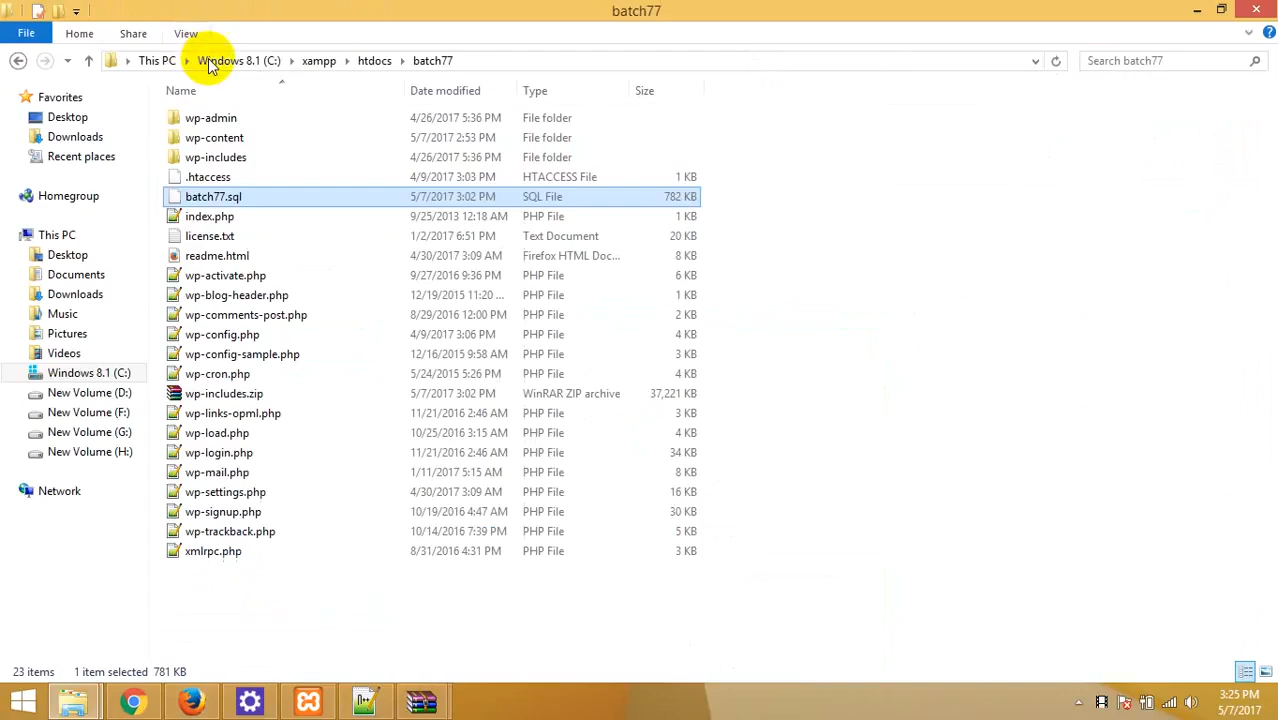 batch77
File Home Share View
This PC Windows 8.1 (C:) xampp htdocs batch77 Search batch77
Name Date modified Type Size
Favorites
Desktop
Downloads
Recent places
Homegroup
This PC
Desktop
Documents
Downloads
Music
Pictures
Videos
Windows 8.1 (C:)
New Volume (D:)
New Volume (F:)
New Volume (G:)
New Volume (H:)
Network
wp-admin 4/26/2017 5:36 PM File folder
wp-content 5/7/2017 2:53 PM File folder
wp-includes 4/26/2017 5:36 PM File folder
.htaccess 4/9/2017 3:03 PM HTACCESS File 1 KB
batch77.sql 5/7/2017 3:02 PM SQL File 782 KB
index.php 9/25/2013 12:18 AM PHP File 1 KB
license.txt 1/2/2017 6:51 PM Text Document 20 KB
readme.html 4/30/2017 3:09 AM Firefox HTML Doc... 8 KB
wp-activate.php 9/27/2016 9:36 PM PHP File 6 KB
wp-blog-header.php 12/19/2015 11:20 ... PHP File 1 KB
wp-comments-post.php 8/29/2016 12:00 PM PHP File 2 KB
wp-config.php 4/9/2017 3:06 PM PHP File 4 KB
wp-config-sample.php 12/16/2015 9:58 AM PHP File 3 KB
wp-cron.php 5/24/2015 5:26 PM PHP File 4 KB
wp-includes.zip 5/7/2017 3:02 PM WinRAR ZIP archive 37,221 KB
wp-links-opml.php 11/21/2016 2:46 AM PHP File 3 KB
wp-load.php 10/25/2016 3:15 AM PHP File 4 KB
wp-login.php 11/21/2016 2:46 AM PHP File 34 KB
wp-mail.php 1/11/2017 5:15 AM PHP File 8 KB
wp-settings.php 4/30/2017 3:09 AM PHP File 16 KB
wp-signup.php 10/19/2016 4:47 AM PHP File 30 KB
wp-trackback.php 10/14/2016 7:39 PM PHP File 5 KB
xmlrpc.php 8/31/2016 4:31 PM PHP File 3 KB
23 items 1 item selected 781 KB
3:25 PM
5/7/2017